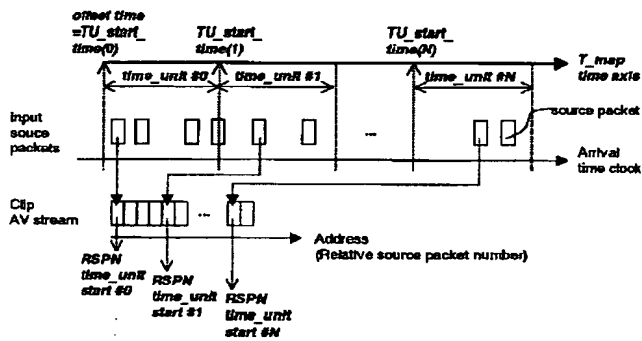 offset time
=TU_start_
time(0)
TU_start_
time(1)
TU_start_
time(N)
T_map
time axis
time_unit #0
time_unit #1
time_unit #N
source packet
Input
souce
packets
...
Arrival
time clock
Clip
AV stream
...
Address
(Relative source packet number)
RSPN
time_unit
start #0
RSPN
time_unit
start #1
RSPN
time_unit
start #N